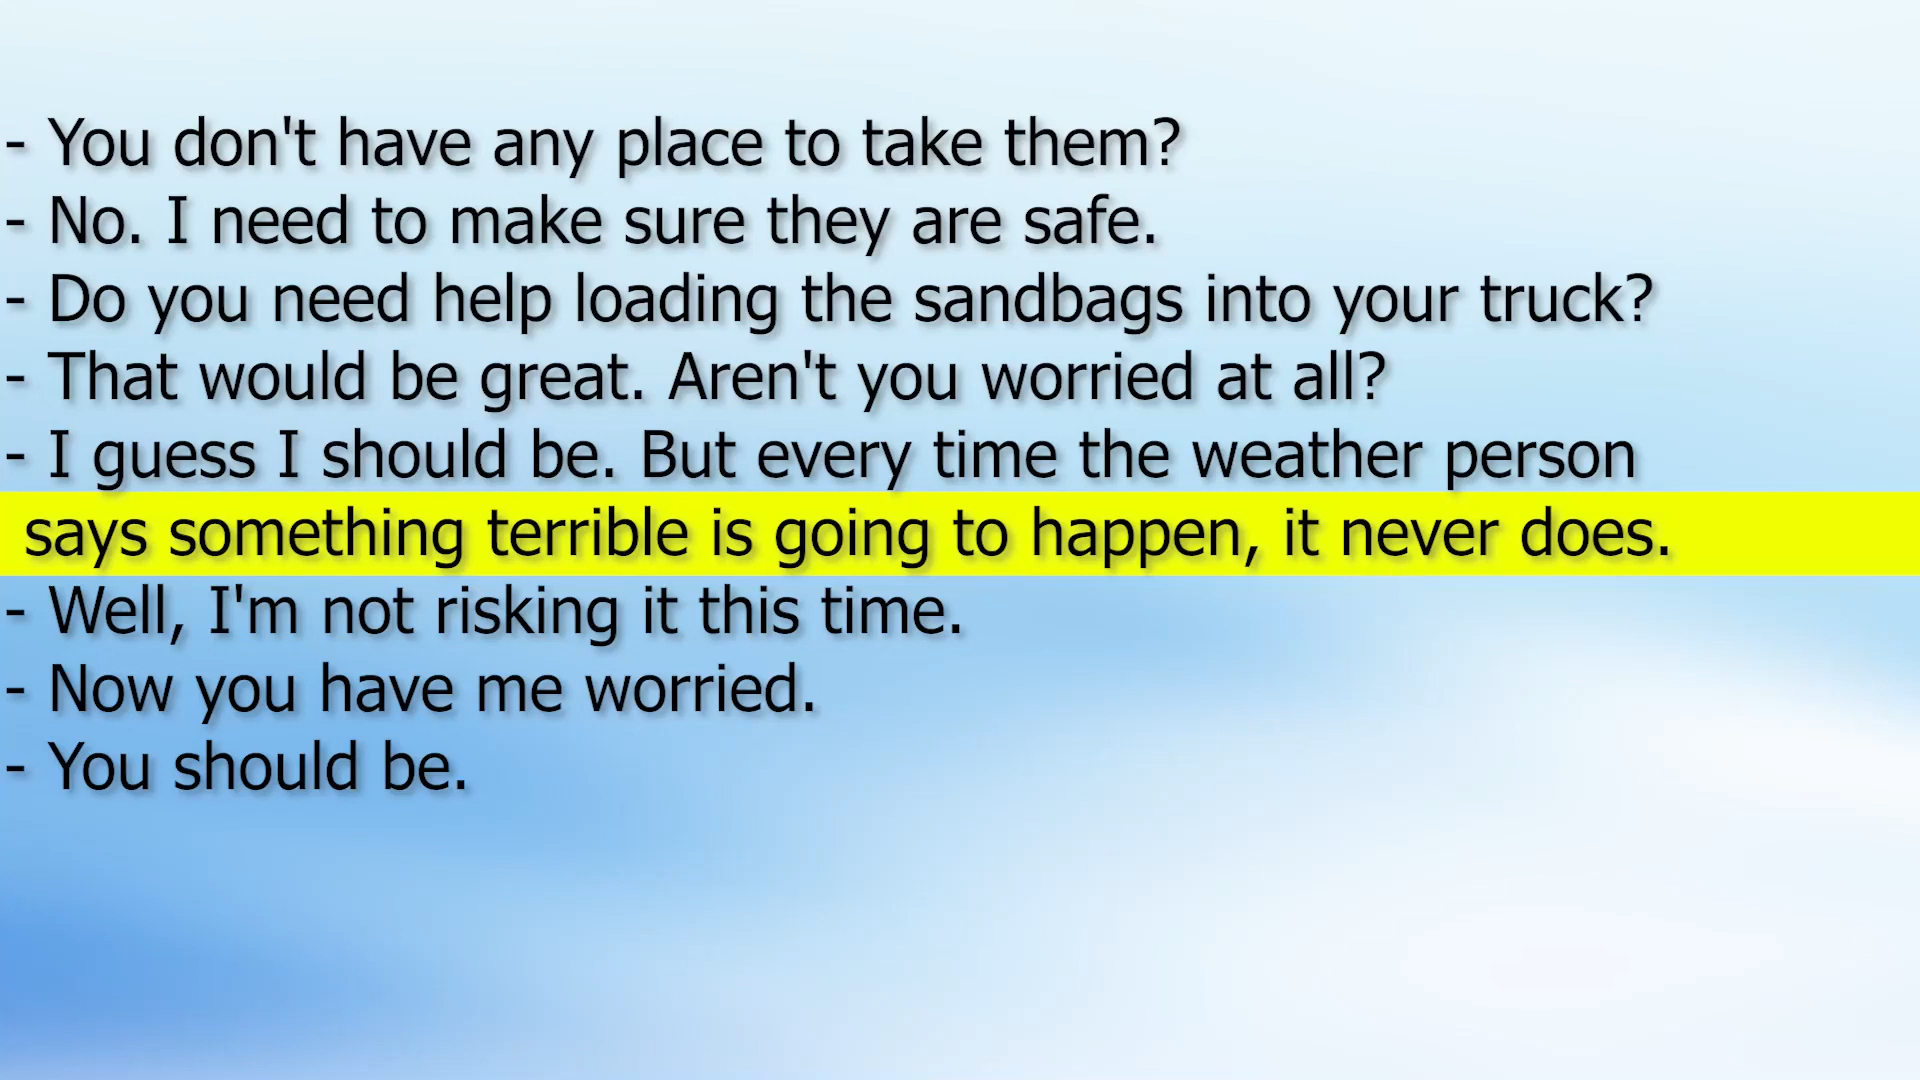 - You don't have any place to take them?
- No. I need to make sure they are safe.
- Do you need help loading the sandbags into your truck?
- That would be great. Aren't you worried at all?
- I guess I should be. But every time the weather person
says something terrible is going to happen, it never does.
- Well, I'm not risking it this time.
- Now you have me worried.
- You should be.